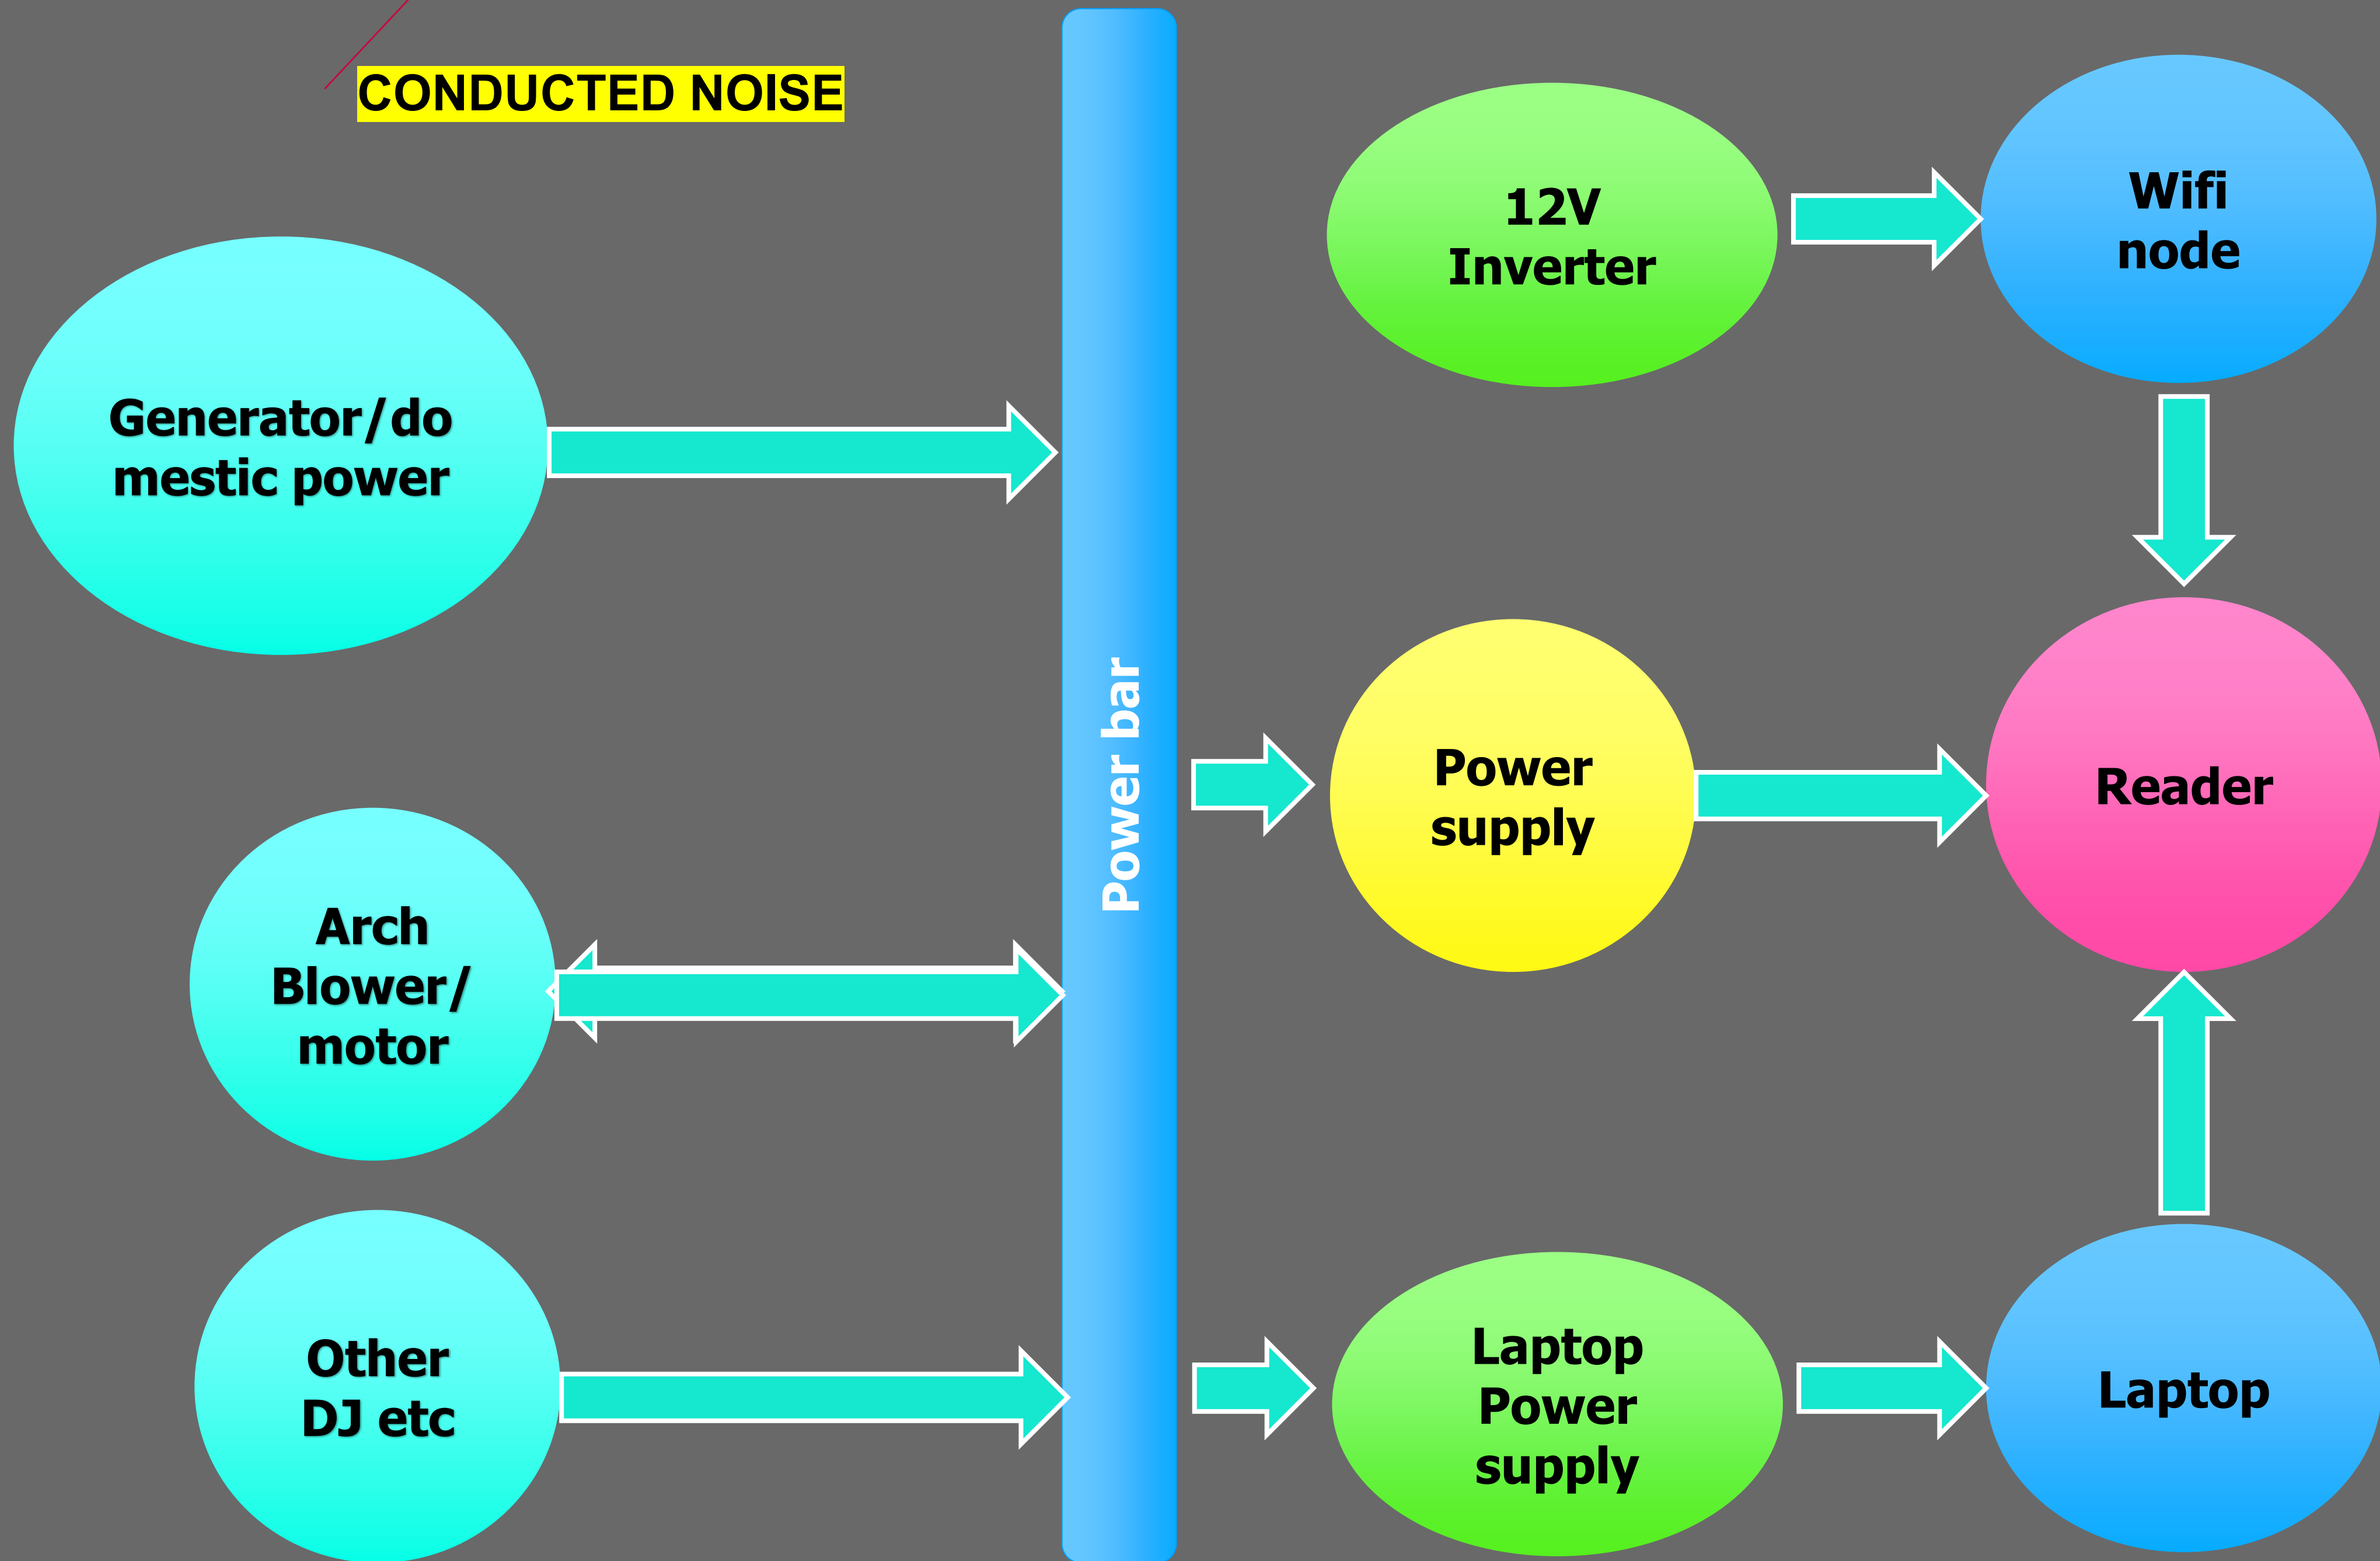 CONDUCTED NOISE
12V
Inverter
Wifi
node
Generator/do
mestic power
Power bar
Power
supply
Reader
Arch
Blower/
motor
Other
DJ etc
Laptop
Power
supply
Laptop